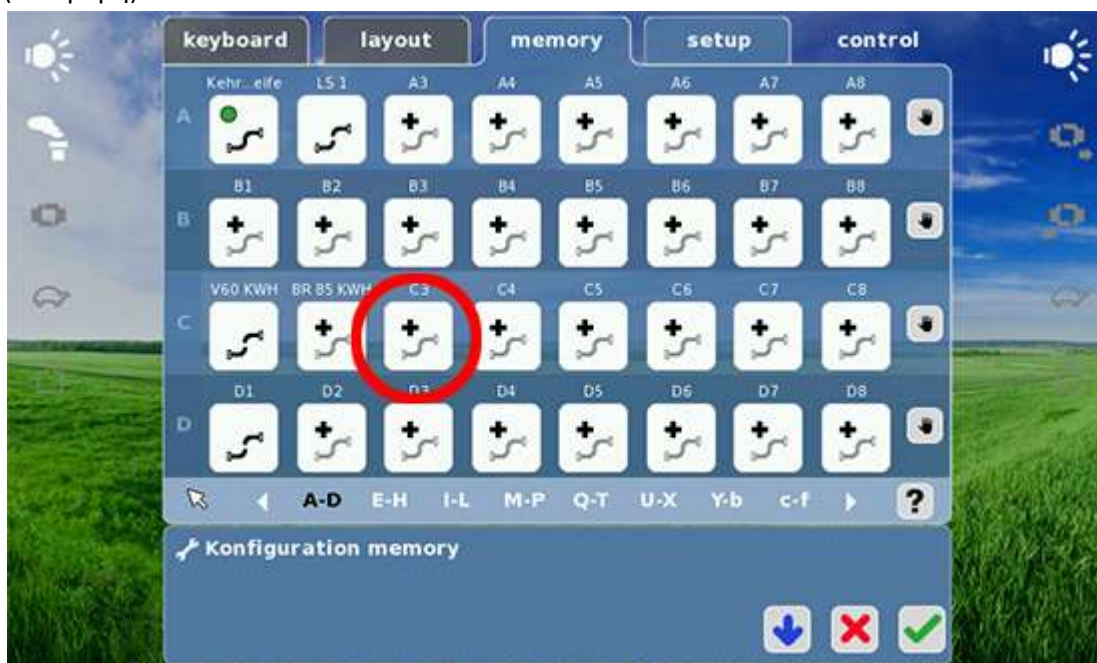 keyboard layout memory setup control
Kehr...elfe LS 1 A3 A4 A5 A6 A7 A8
A
B1 B2 B3 B4 B5 B6 B7 B8
B
V60 KWH BR 85 KWH C3 C4 C5 C6 C7 C8
C
D1 D2 D3 D4 D5 D6 D7 D8
D
A-D E-H I-L M-P Q-T U-X Y-b c-f ?
Konfiguration memory